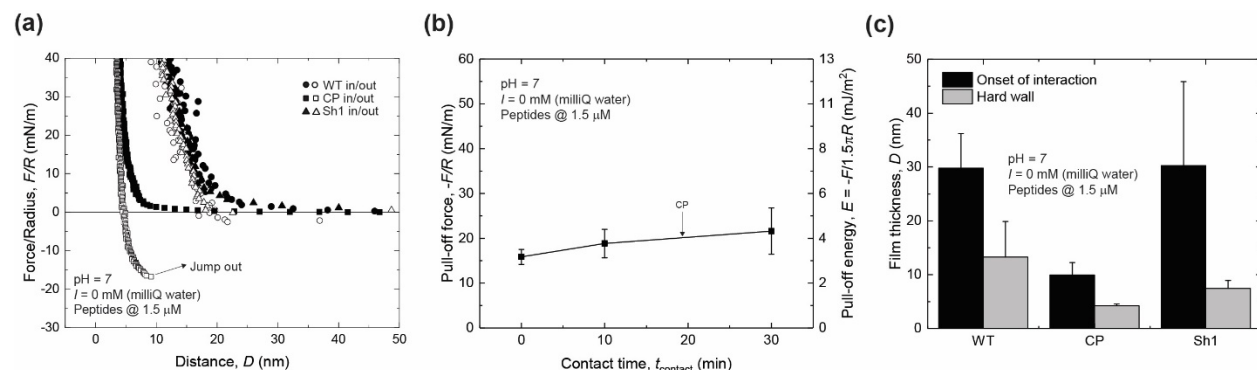 (a)
40
30
20
10
0
-10
-20
-30
Force/Radius, F/R (mN/m)
WT in/out
CP in/out
Sh1 in/out
Jump out
pH = 7
I = 0 mM (milliQ water)
Peptides @ 1.5 μM
0 10 20 30 40 50
Distance, D (nm)
(b)
60
50
40
30
20
10
0
Pull-off force, -F/R (mN/m)
pH = 7
I = 0 mM (milliQ water)
Peptides @ 1.5 μM
CP
13
11
9
8
6
4
2
0
Pull-off energy, E = -F/1.5πR (mJ/m²)
0 10 20 30
Contact time, tcontact (min)
(c)
50
40
30
20
10
0
Film thickness, D (nm)
Onset of interaction
Hard wall
pH = 7
I = 0 mM (milliQ water)
Peptides @ 1.5 μM
WT CP Sh1